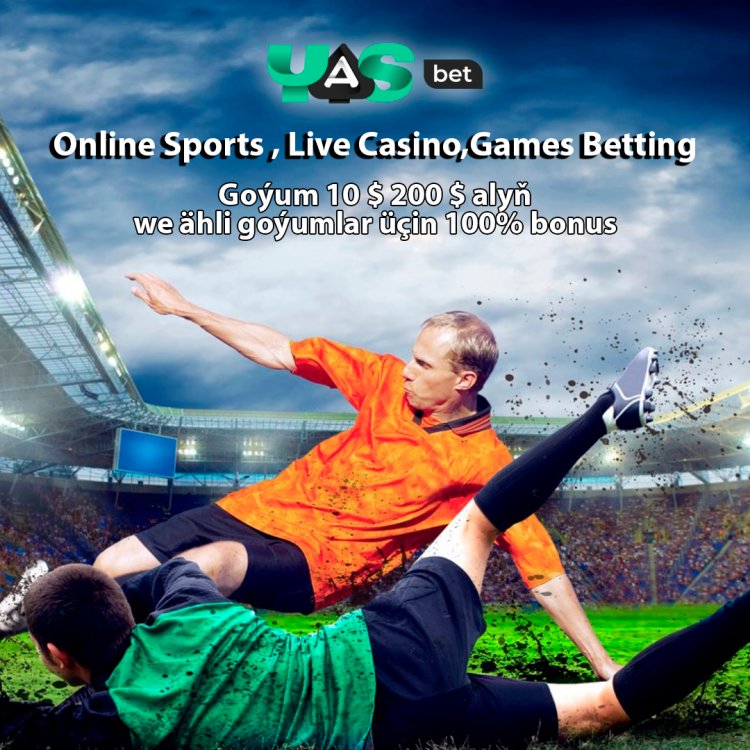 YAS bet
Online Sports , Live Casino,Games Betting
Goýum 10 $ 200 $ alyň
we ähli goýumlar üçin 100% bonus